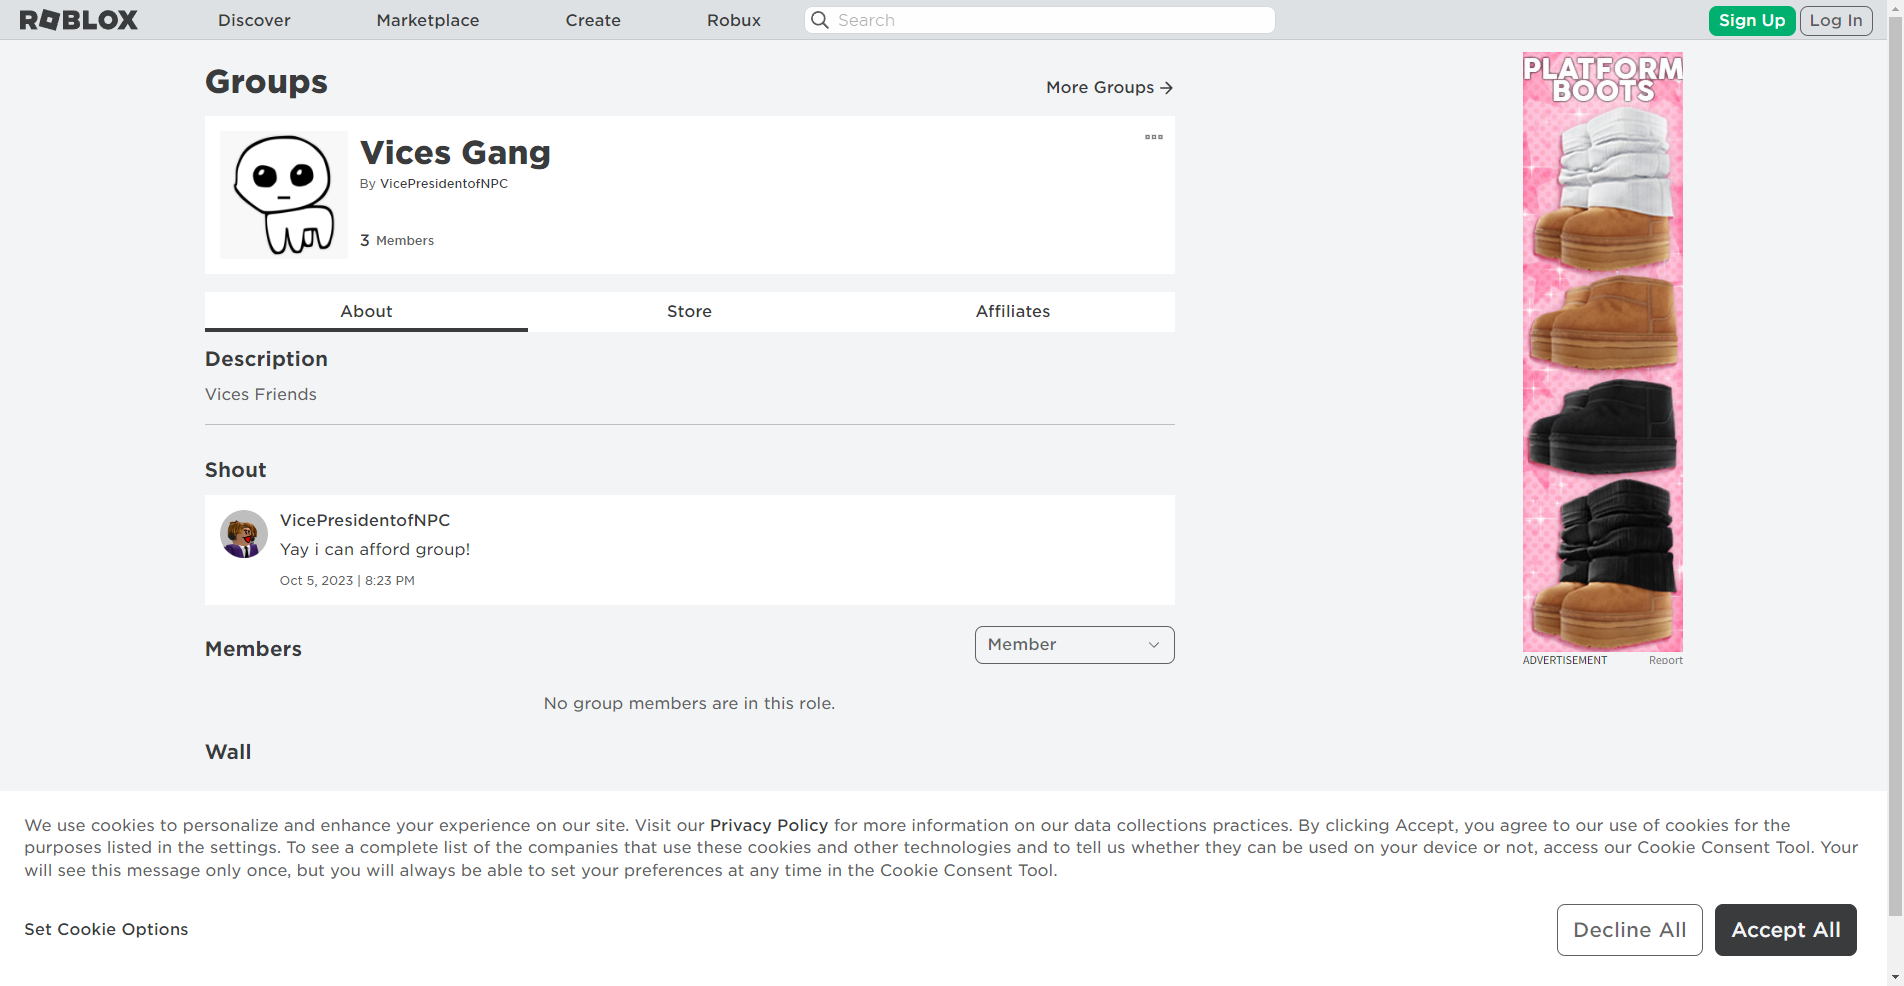 ROBLOX
Discover
Marketplace
Create
Robux
Search
Sign Up
Log In
Groups
More Groups
Vices Gang
By VicePresidentofNPC
3 Members
About
Store
Affiliates
Description
Vices Friends
Shout
VicePresidentofNPC
Yay i can afford group!
Oct 5, 2023 | 8:23 PM
Members
Member
No group members are in this role.
Wall
PLATFORM
BOOTS
ADVERTISEMENT
Report
We use cookies to personalize and enhance your experience on our site. Visit our Privacy Policy for more information on our data collections practices. By clicking Accept, you agree to our use of cookies for the
purposes listed in the settings. To see a complete list of the companies that use these cookies and other technologies and to tell us whether they can be used on your device or not, access our Cookie Consent Tool. Your
will see this message only once, but you will always be able to set your preferences at any time in the Cookie Consent Tool.
Set Cookie Options
Decline All
Accept All